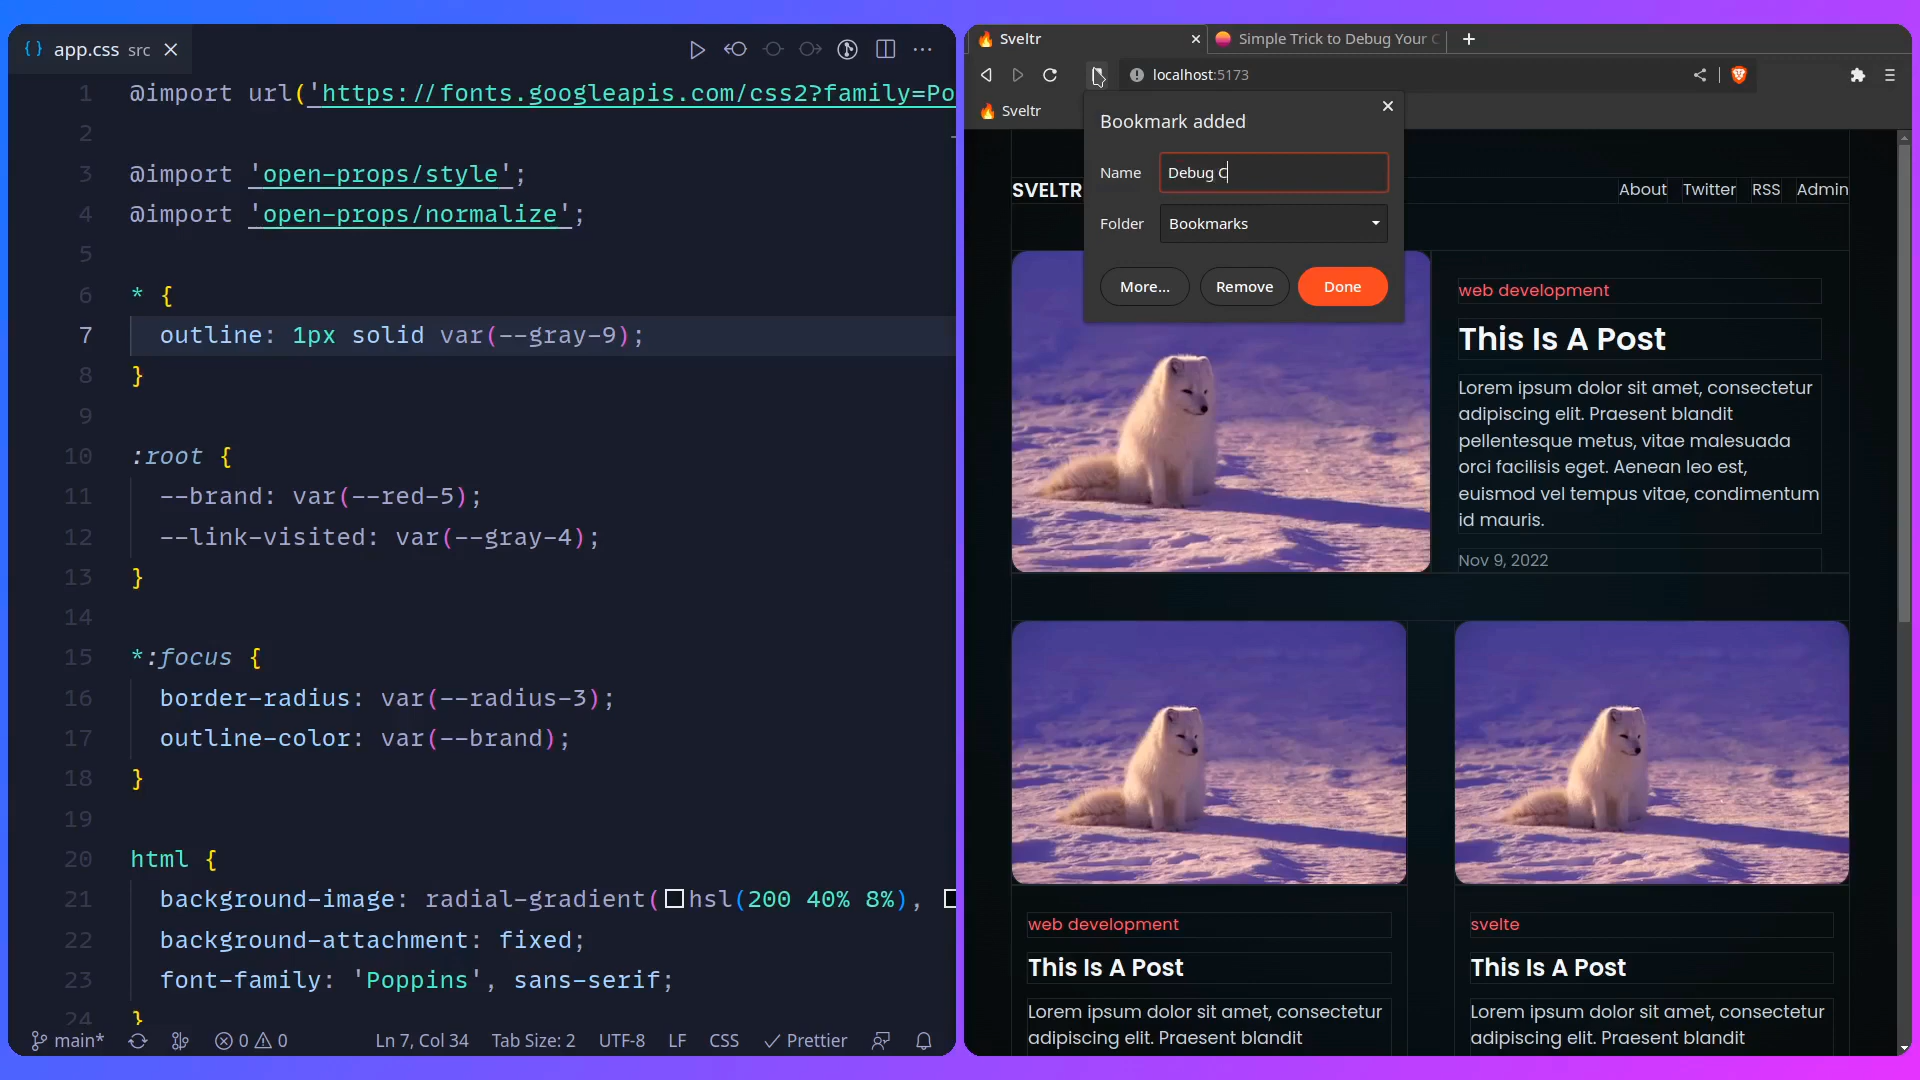 app.css src
1 @import url('https://fonts.googleapis.com/css2?family=Po
2
3 @import 'open-props/style';
4 @import 'open-props/normalize';
5
6 * {
7 outline: 1px solid var(--gray-9);
8 }
9
10 :root {
11 --brand: var(--red-5);
12 --link-visited: var(--gray-4);
13 }
14
15 *:focus {
16 border-radius: var(--radius-3);
17 outline-color: var(--brand);
18 }
19
20 html {
21 background-image: radial-gradient(hsl(200 40% 8%),
22 background-attachment: fixed;
23 font-family: 'Poppins', sans-serif;
24 }
main* 0 0 Ln 7, Col 34 Tab Size: 2 UTF-8 LF CSS Prettier
Sveltr Simple Trick to Debug Your C
localhost:5173
Sveltr
Bookmark added
Name Debug C
Folder Bookmarks
More... Remove Done
SVELTR About Twitter RSS Admin
web development
This Is A Post
Lorem ipsum dolor sit amet, consectetur
adipiscing elit. Praesent blandit
pellentesque metus, vitae malesuada
orci facilisis eget. Aenean leo est,
euismod vel tempus vitae, condimentum
id mauris.
Nov 9, 2022
web development
This Is A Post
Lorem ipsum dolor sit amet, consectetur
adipiscing elit. Praesent blandit
svelte
This Is A Post
Lorem ipsum dolor sit amet, consectetur
adipiscing elit. Praesent blandit